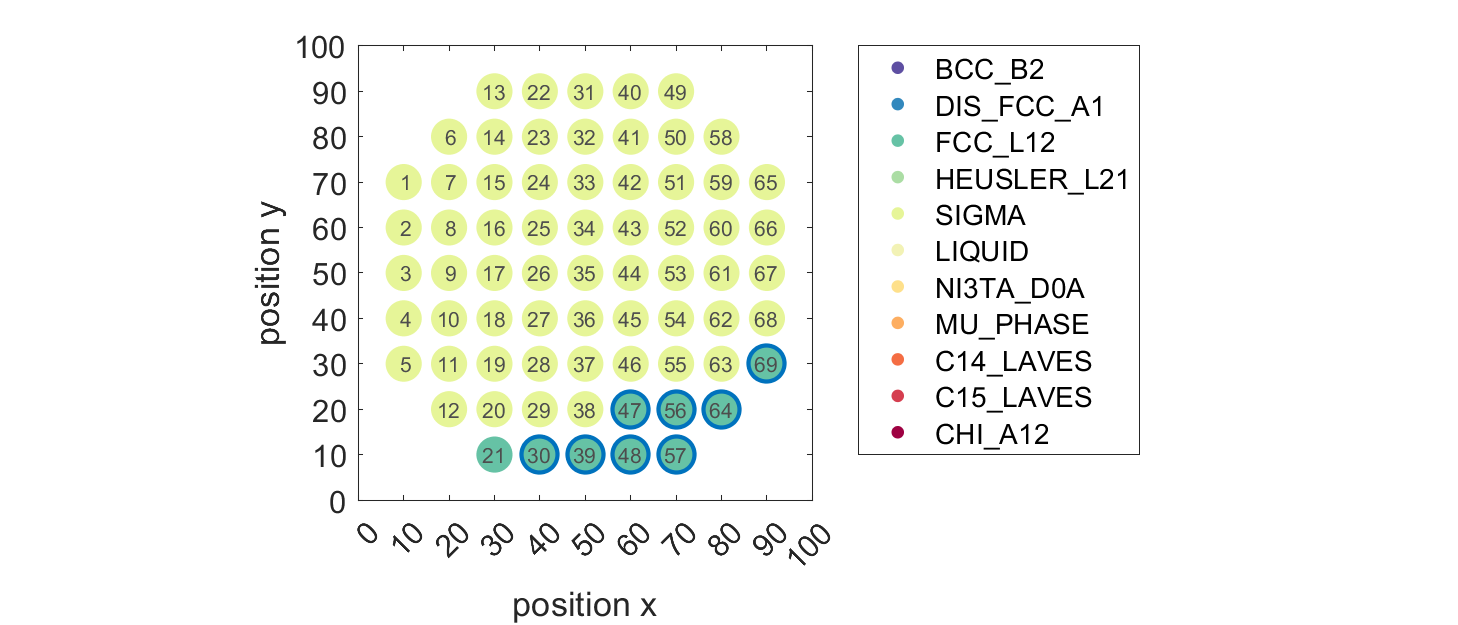 100
90
80
70
60
50
40
30
20
10
0
position y
13 22 31 40 49
6 14 23 32 41 50 58
1 7 15 24 33 42 51 59 65
2 8 16 25 34 43 52 60 66
3 9 17 26 35 44 53 61 67
4 10 18 27 36 45 54 62 68
5 11 19 28 37 46 55 63 69
12 20 29 38 47 56 64
21 30 39 48 57
0 10 20 30 40 50 60 70 80 90 100
position x
BCC_B2
DIS_FCC_A1
FCC_L12
HEUSLER_L21
SIGMA
LIQUID
NI3TA_D0A
MU_PHASE
C14_LAVES
C15_LAVES
CHI_A12